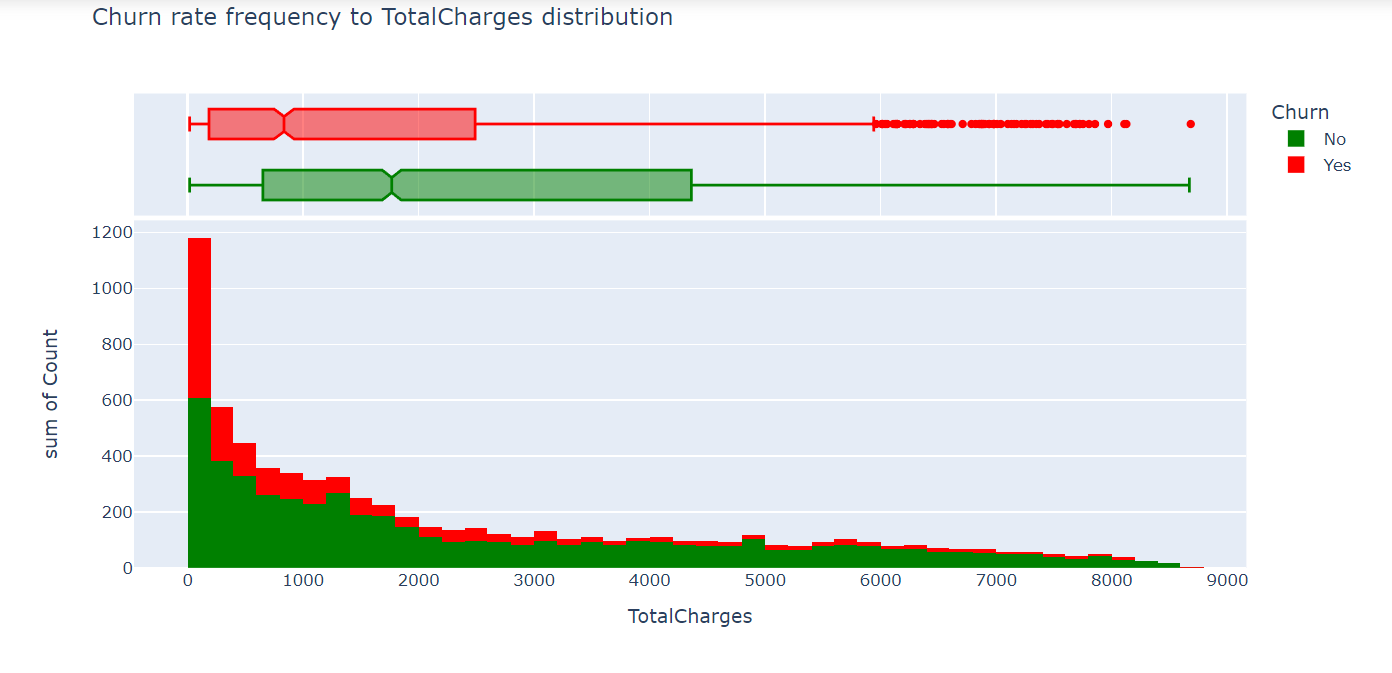 Churn rate frequency to TotalCharges distribution
Churn
No
Yes
1200
1000
800
600
400
200
0
sum of Count
0 1000 2000 3000 4000 5000 6000 7000 8000 9000
TotalCharges